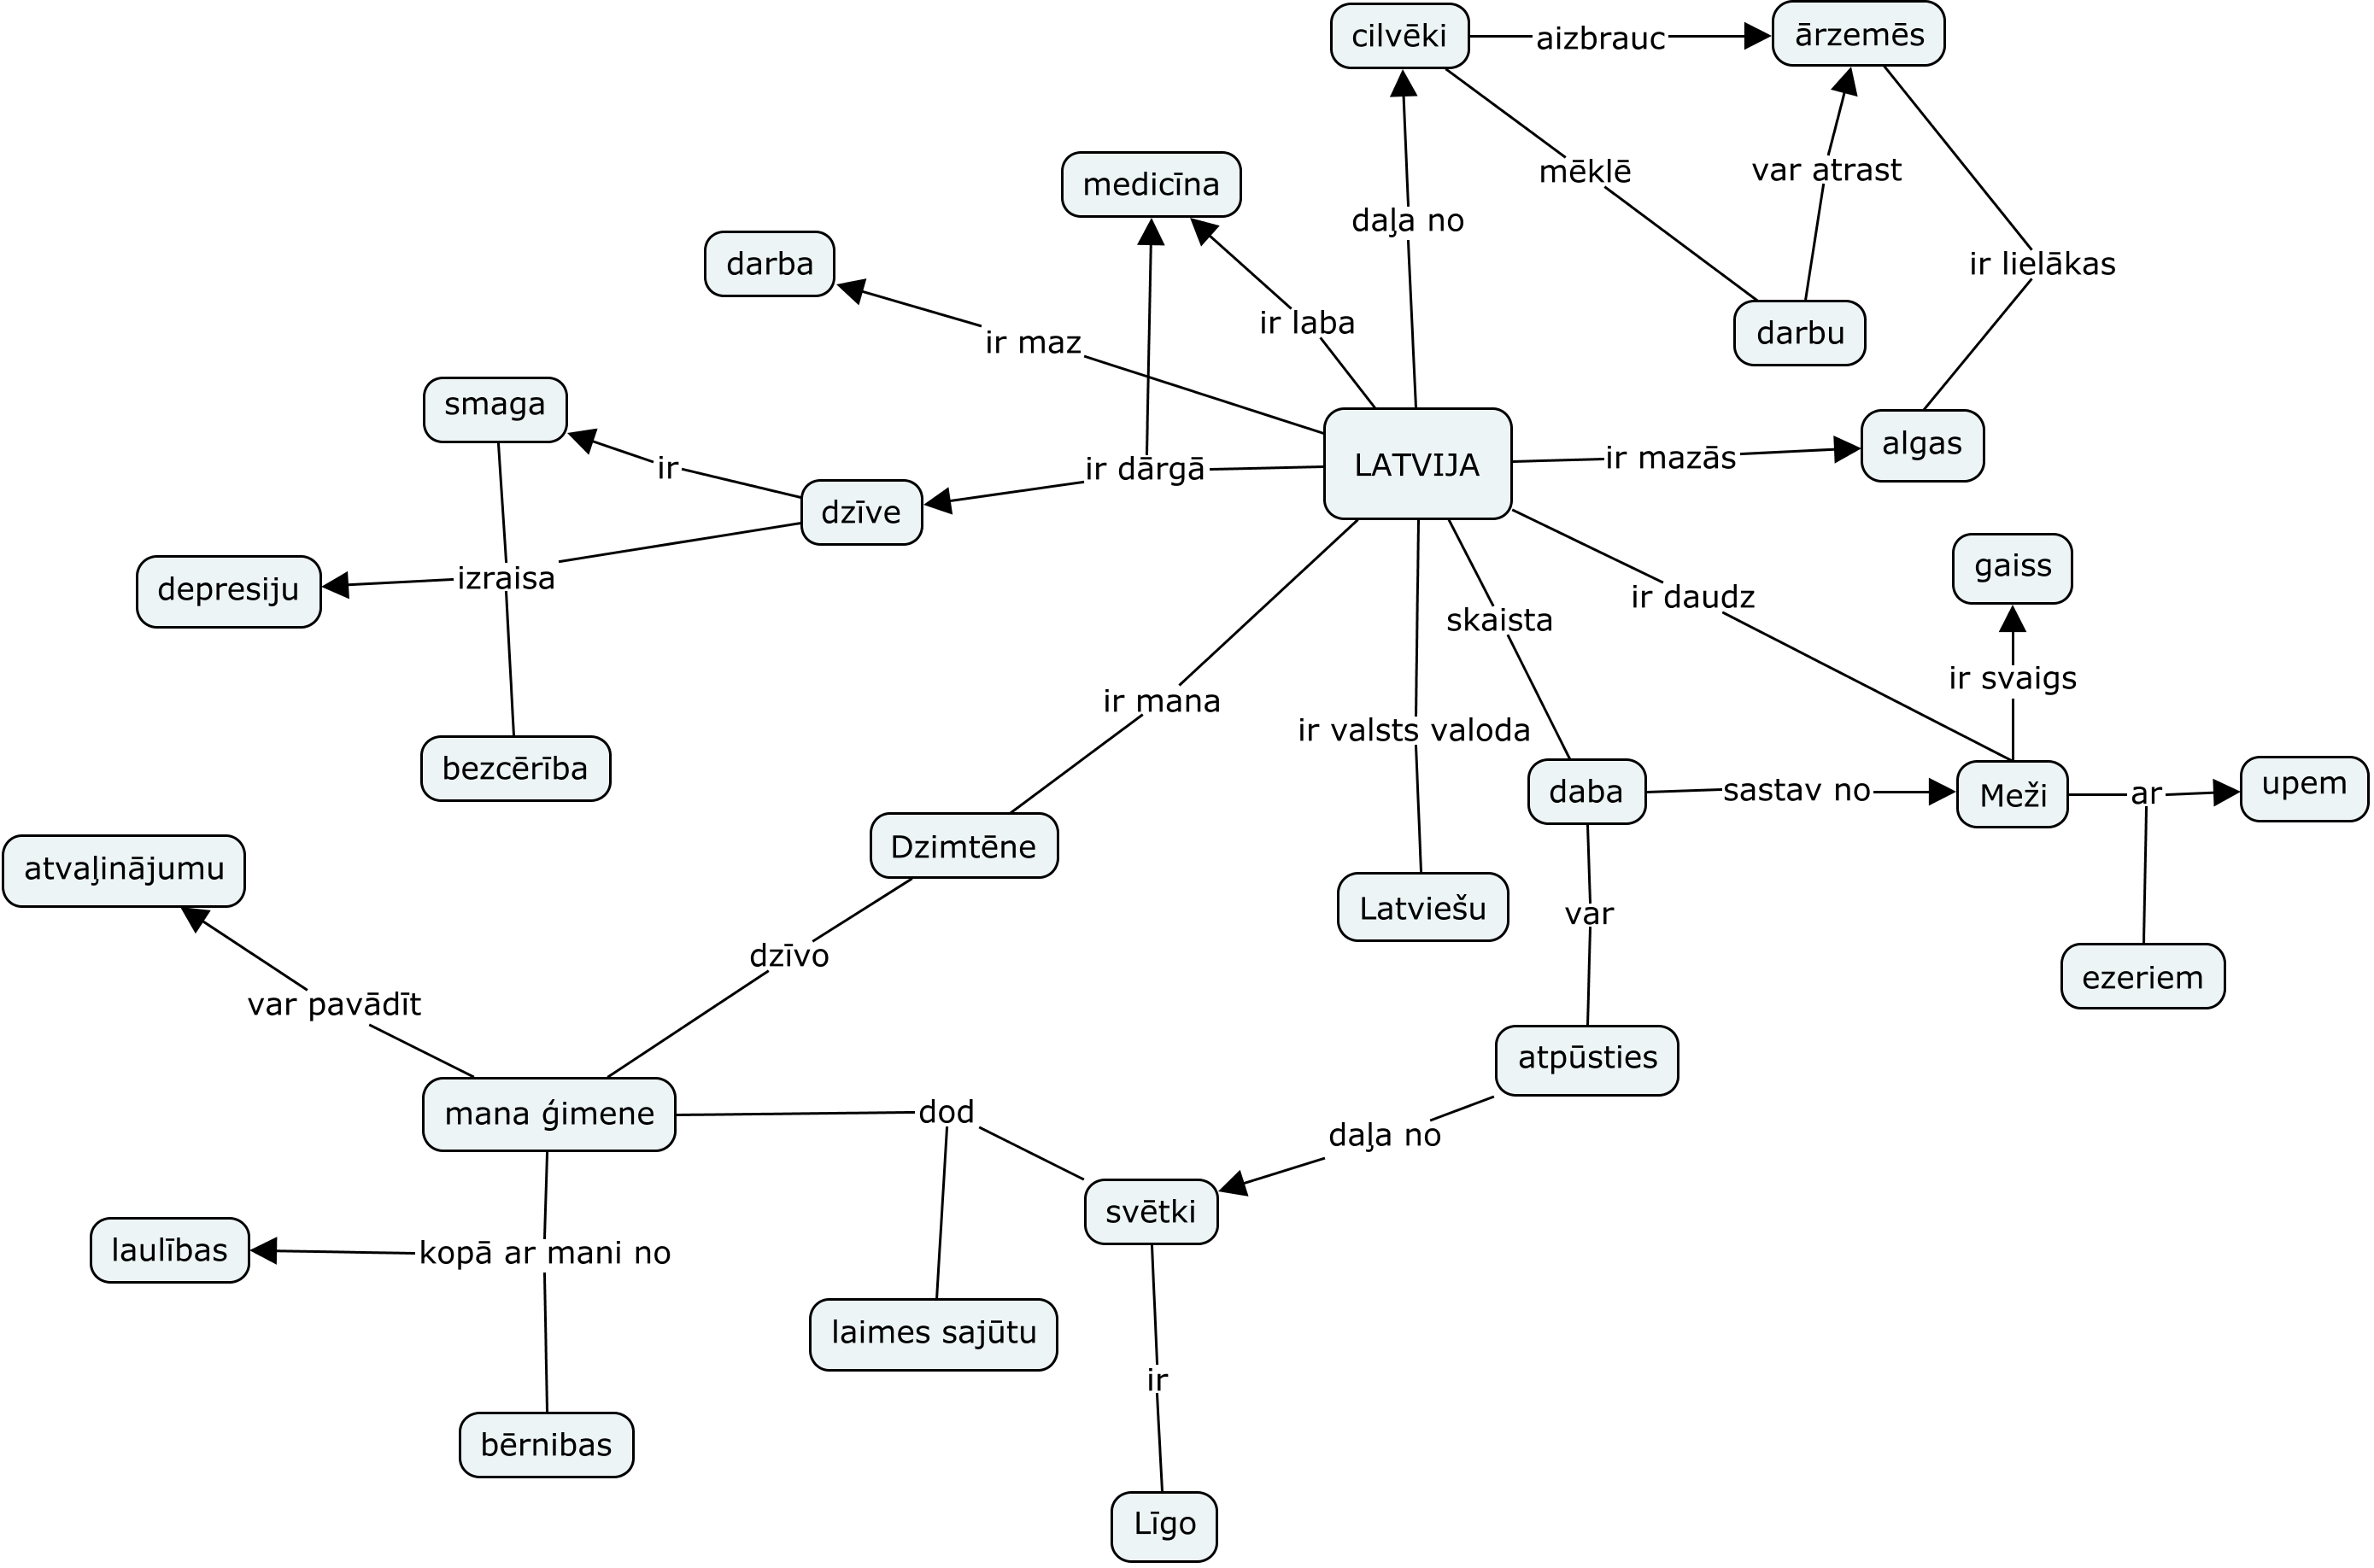 cilvēki
aizbrauc
ārzemēs
medicīna
mēklē
var atrast
daļa no
darba
ir lielākas
ir laba
darbu
ir maz
smaga
algas
ir mazās
LATVIJA
ir
ir dārgā
dzīve
gaiss
depresiju
izraisa
ir daudz
skaista
ir svaigs
ir mana
ir valsts valoda
bezcērība
upem
daba
sastav no
Meži
ar
Dzimtēne
atvaļinājumu
Latviešu
var
dzīvo
ezeriem
var pavādīt
atpūsties
mana ģimene
dod
daļa no
svētki
laulības
kopā ar mani no
laimes sajūtu
ir
bērnibas
Līgo